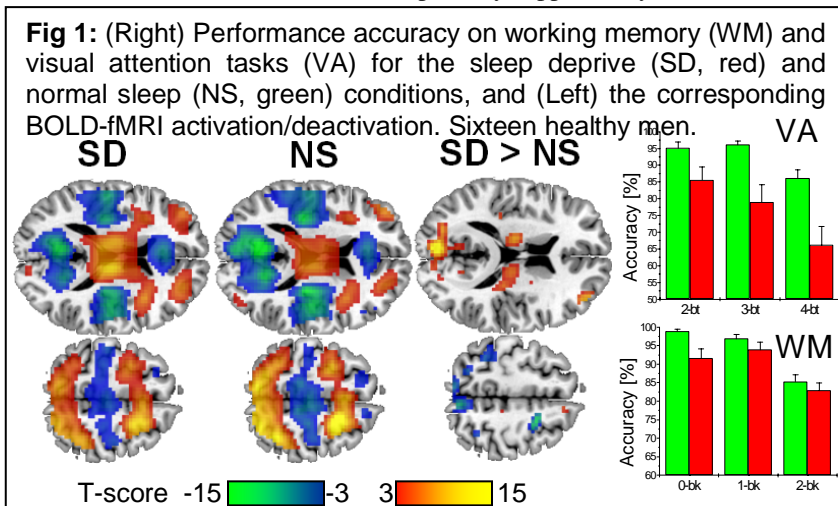 Fig 1: (Right) Performance accuracy on working memory (WM) and
visual attention tasks (VA) for the sleep deprive (SD, red) and
normal sleep (NS, green) conditions, and (Left) the corresponding
BOLD-fMRI activation/deactivation. Sixteen healthy men.
SD NS SD > NS
VA
Accuracy [%]
100
95
90
85
80
75
70
65
60
55
50
2-bt 3-bt 4-bt
WM
Accuracy [%]
100
95
90
85
80
75
70
65
60
0-bk 1-bk 2-bk
T-score -15 -3 3 15